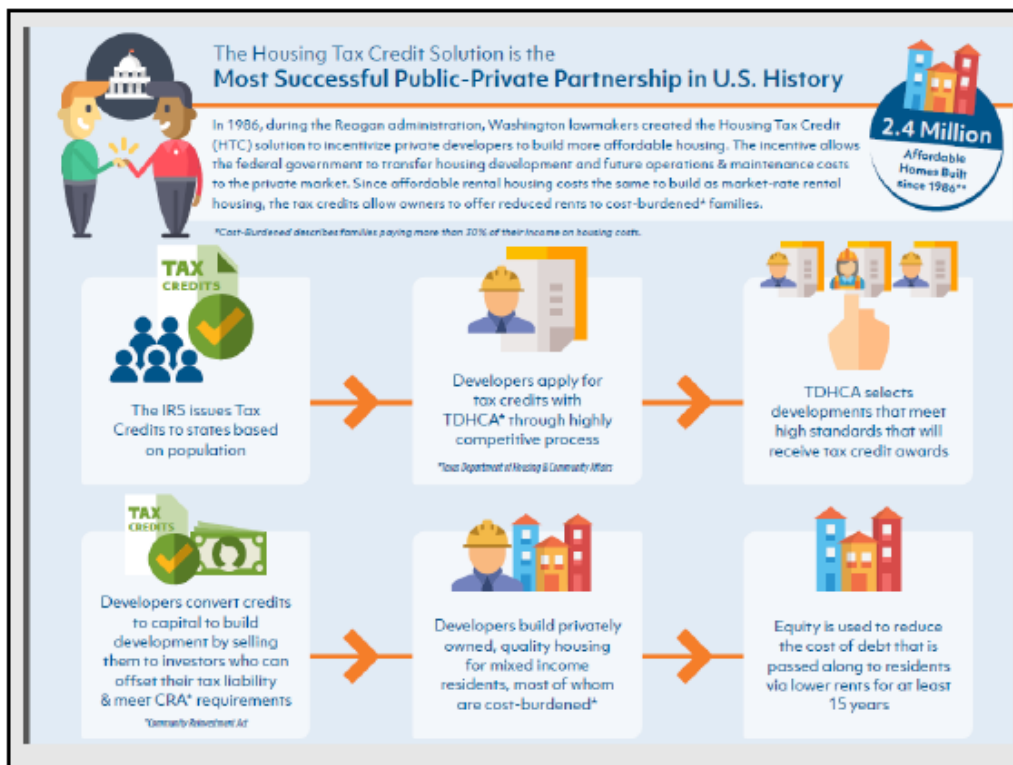 The Housing Tax Credit Solution is the
Most Successful Public-Private Partnership in U.S. History
In 1986, during the Reagan administration, Washington lawmakers created the Housing Tax Credit
(HTC) solution to incentivize private developers to build more affordable housing. The incentive allows
the federal government to transfer housing development and future operations & maintenance costs
to the private market. Since affordable rental housing costs the same to build as market-rate rental
housing, the tax credits allow owners to offer reduced rents to cost-burdened* families.
*Cost-Burdened describes families paying more than 30% of their income on housing costs.
2.4 Million
Affordable
Homes Built
since 1986**
TAX
CREDITS
The IRS issues Tax
Credits to states based
on population
Developers apply for
tax credits with
TDHCA* through highly
competitive process
*Texas Department of Housing & Community Affairs
TDHCA selects
developments that meet
high standards that will
receive tax credit awards
TAX
CREDITS
Developers convert credits
to capital to build
development by selling
them to investors who can
offset their tax liability
& meet CRA* requirements
*Community Reinvestment Act
Developers build privately
owned, quality housing
for mixed income
residents, most of whom
are cost-burdened*
Equity is used to reduce
the cost of debt that is
passed along to residents
via lower rents for at least
15 years